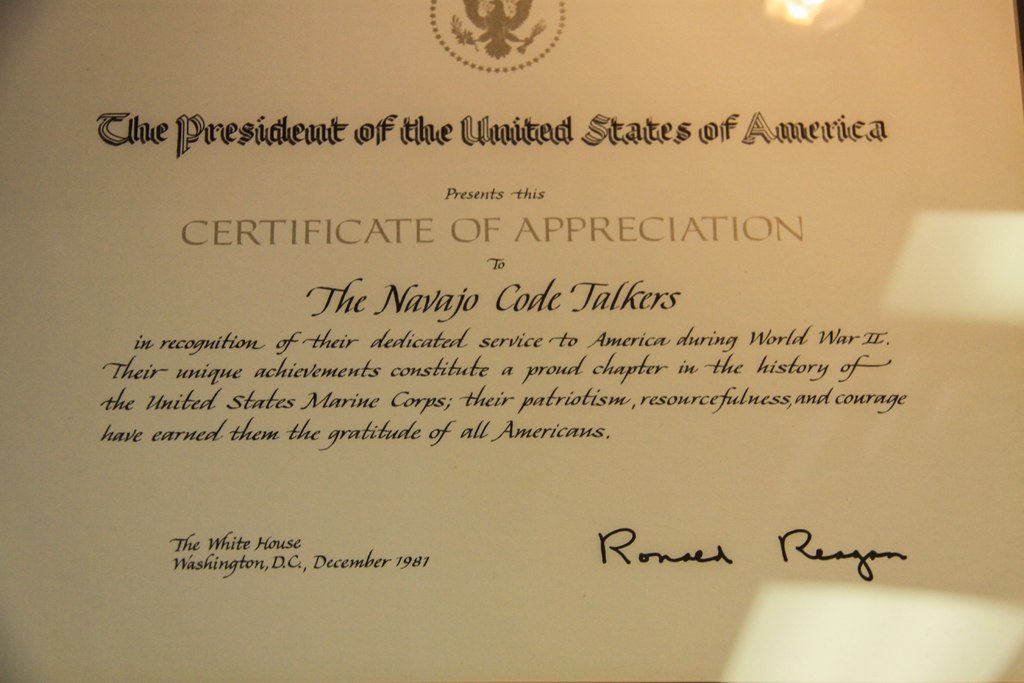 The President of the United States of America
Presents this
CERTIFICATE OF APPRECIATION
To
The Navajo Code Talkers
in recognition of their dedicated service to America during World War II.
Their unique achievements constitute a proud chapter in the history of
the United States Marine Corps; their patriotism, resourcefulness, and courage
have earned them the gratitude of all Americans.
The White House
Washington, D.C., December 1981
Ronald Reagan